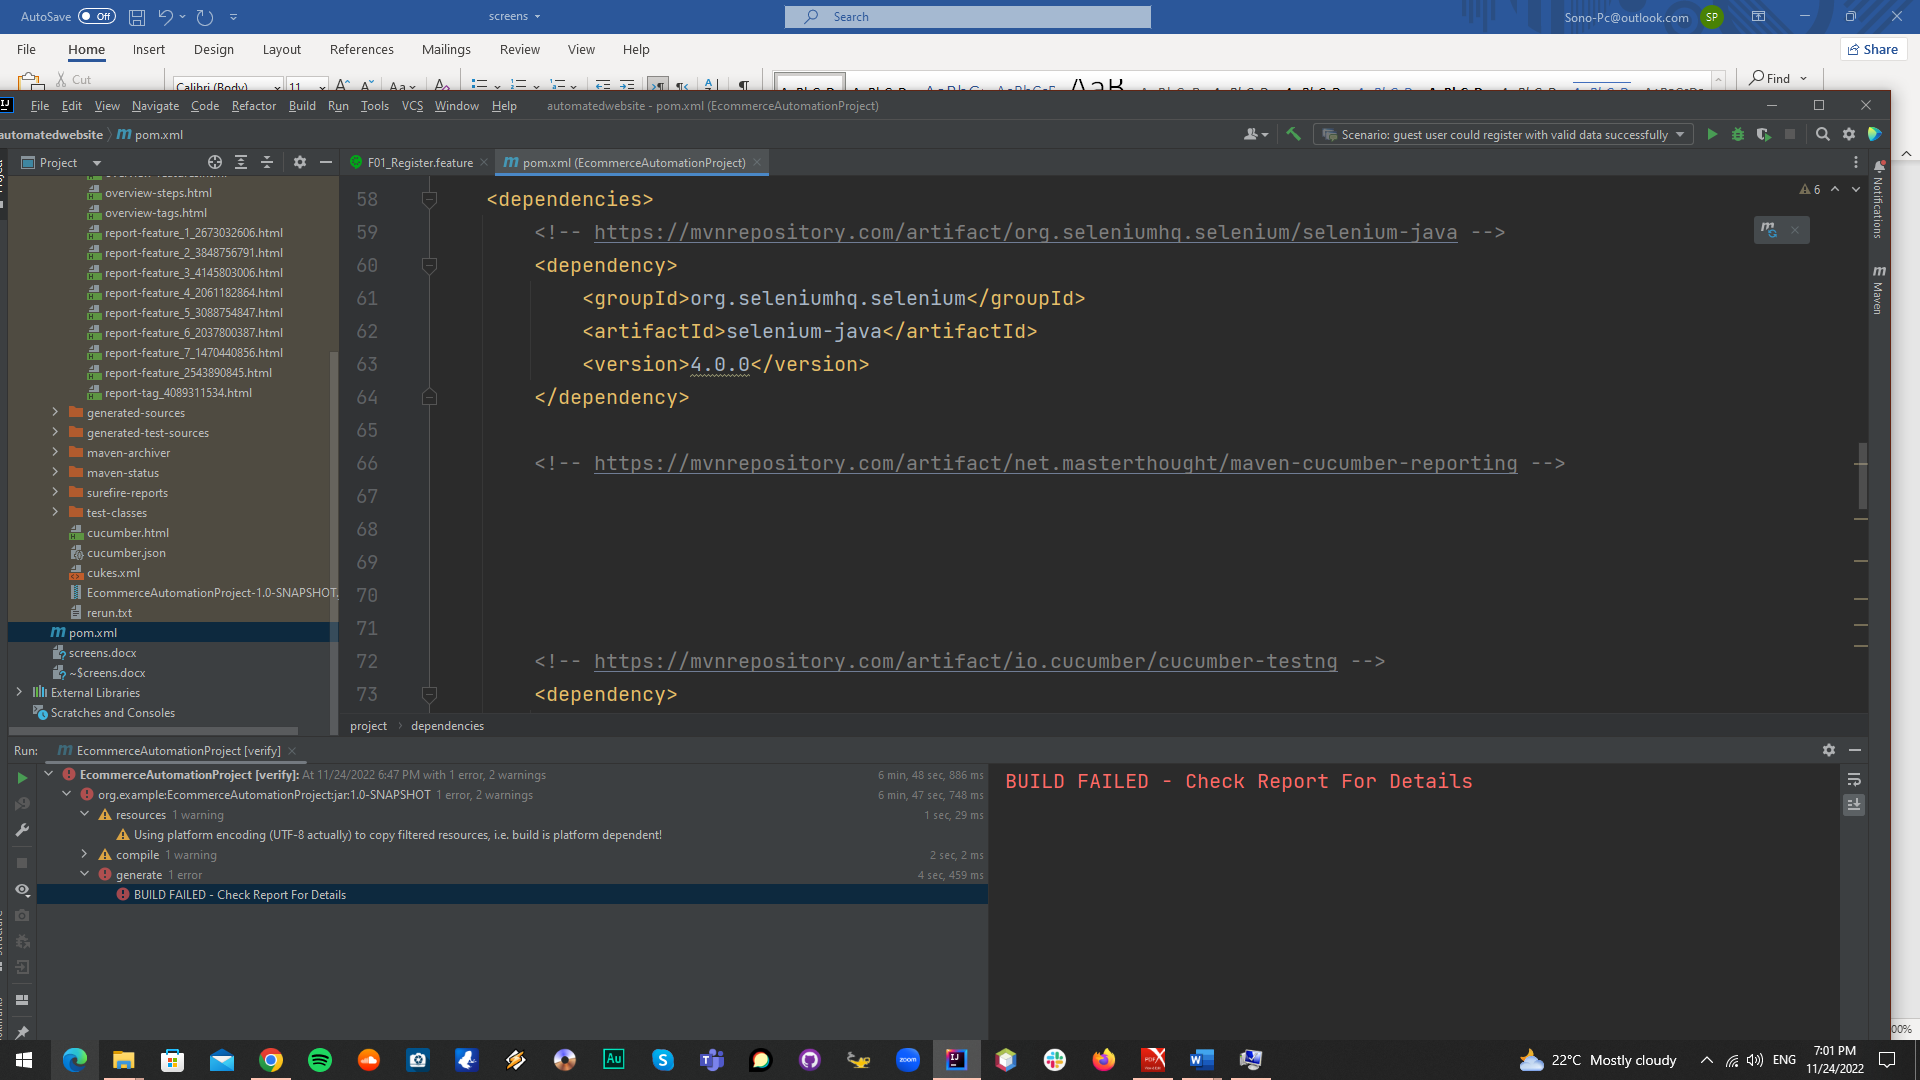 AutoSave Off
screens
Search
Sono-Pc@outlook.com SP
File Home Insert Design Layout References Mailings Review View Help
Share
Cut
Calibri (Body) 11
Find
File Edit View Navigate Code Refactor Build Run Tools VCS Window Help
automatedwebsite - pom.xml (EcommerceAutomationProject)
automatedwebsite pom.xml
Scenario: guest user could register with valid data successfully
Project
F01_Register.feature
pom.xml (EcommerceAutomationProject)
overview-steps.html
overview-tags.html
report-feature_1_2673032606.html
report-feature_2_3848756791.html
report-feature_3_4145803006.html
report-feature_4_2061182864.html
report-feature_5_3088754847.html
report-feature_6_2037800387.html
report-feature_7_1470440856.html
report-feature_2543890845.html
report-tag_4089311534.html
generated-sources
generated-test-sources
maven-archiver
maven-status
surefire-reports
test-classes
cucumber.html
cucumber.json
cukes.xml
EcommerceAutomationProject-1.0-SNAPSHOT.
rerun.txt
pom.xml
screens.docx
~$creens.docx
External Libraries
Scratches and Consoles
58 <dependencies>
59 <!-- https://mvnrepository.com/artifact/org.seleniumhq.selenium/selenium-java -->
60 <dependency>
61 <groupId>org.seleniumhq.selenium</groupId>
62 <artifactId>selenium-java</artifactId>
63 <version>4.0.0</version>
64 </dependency>
65
66 <!-- https://mvnrepository.com/artifact/net.masterthought/maven-cucumber-reporting -->
67
68
69
70
71
72 <!-- https://mvnrepository.com/artifact/io.cucumber/cucumber-testng -->
73 <dependency>
6
Notifications
Maven
project dependencies
Run: EcommerceAutomationProject [verify]
EcommerceAutomationProject [verify]: At 11/24/2022 6:47 PM with 1 error, 2 warnings 6 min, 48 sec, 886 ms
org.example:EcommerceAutomationProject:jar:1.0-SNAPSHOT 1 error, 2 warnings 6 min, 47 sec, 748 ms
resources 1 warning 1 sec, 29 ms
Using platform encoding (UTF-8 actually) to copy filtered resources, i.e. build is platform dependent!
compile 1 warning 2 sec, 2 ms
generate 1 error 4 sec, 459 ms
BUILD FAILED - Check Report For Details
BUILD FAILED - Check Report For Details
00%
22°C Mostly cloudy
ENG
7:01 PM
11/24/2022